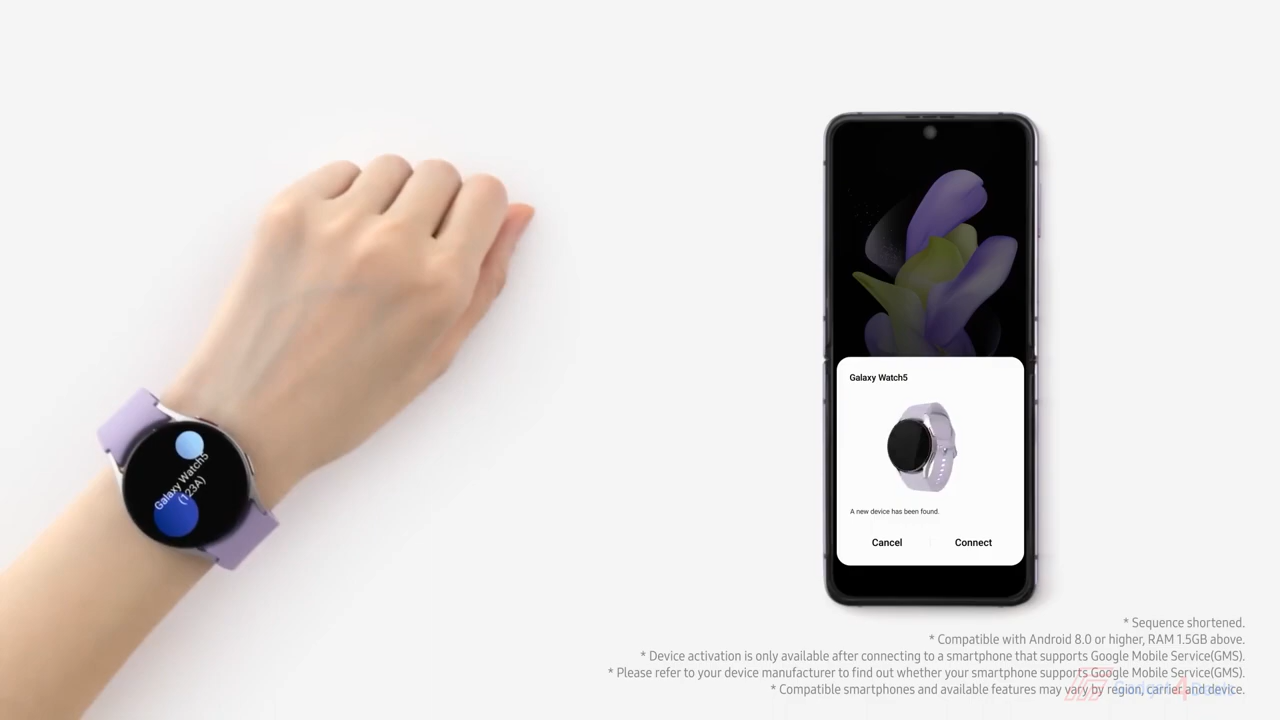 Galaxy Watch5
(123A)
Galaxy Watch5
A new device has been found.
Cancel
Connect
* Sequence shortened.
* Compatible with Android 8.0 or higher, RAM 1.5GB above.
* Device activation is only available after connecting to a smartphone that supports Google Mobile Service(GMS).
* Please refer to your device manufacturer to find out whether your smartphone supports Google Mobile Service(GMS).
* Compatible smartphones and available features may vary by region, carrier and device.